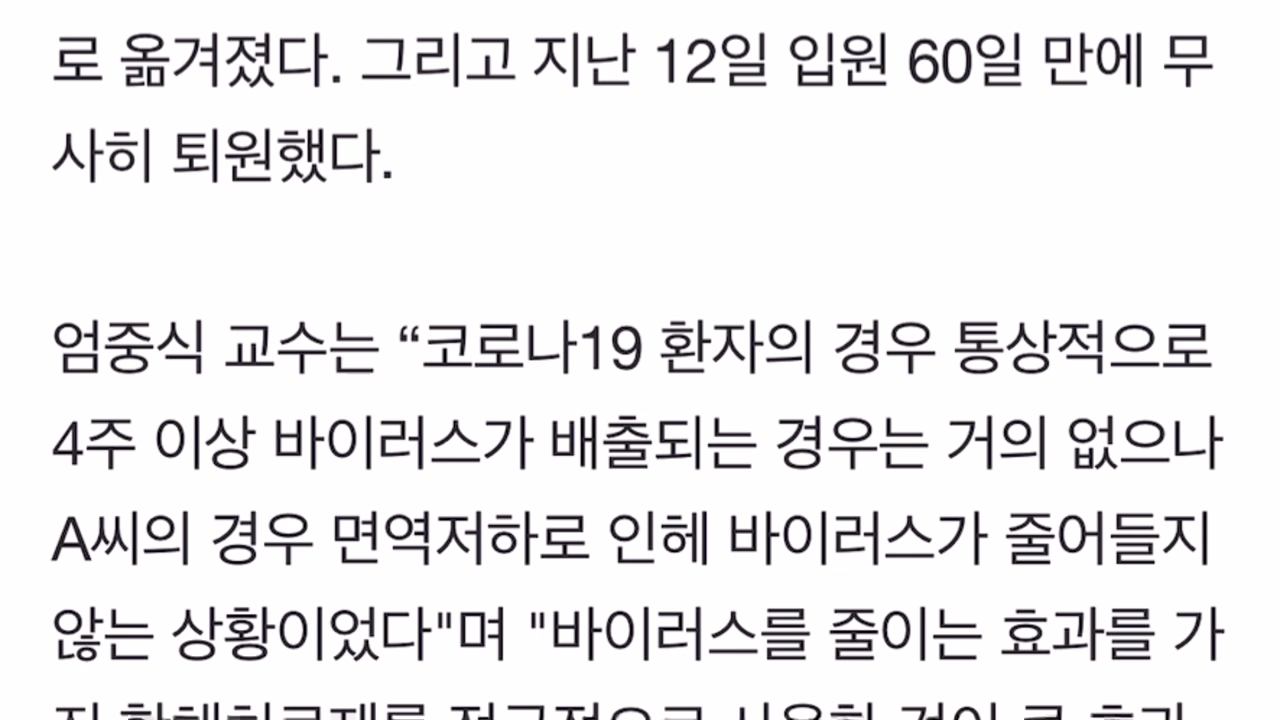 로 옮겨졌다. 그리고 지난 12일 입원 60일 만에 무
사히 퇴원했다.
엄중식 교수는 “코로나19 환자의 경우 통상적으로
4주 이상 바이러스가 배출되는 경우는 거의 없으나
A씨의 경우 면역저하로 인헤 바이러스가 줄어들지
않는 상황이었다"며 "바이러스를 줄이는 효과를 가